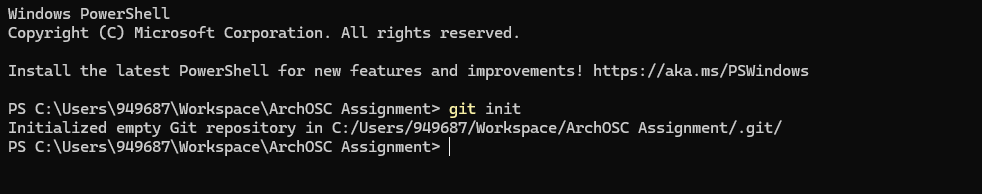 Windows PowerShell
Copyright (C) Microsoft Corporation. All rights reserved.
Install the latest PowerShell for new features and improvements! https://aka.ms/PSWindows
PS C:\Users\949687\Workspace\ArchOSC Assignment> git init
Initialized empty Git repository in C:/Users/949687/Workspace/ArchOSC Assignment/.git/
PS C:\Users\949687\Workspace\ArchOSC Assignment>